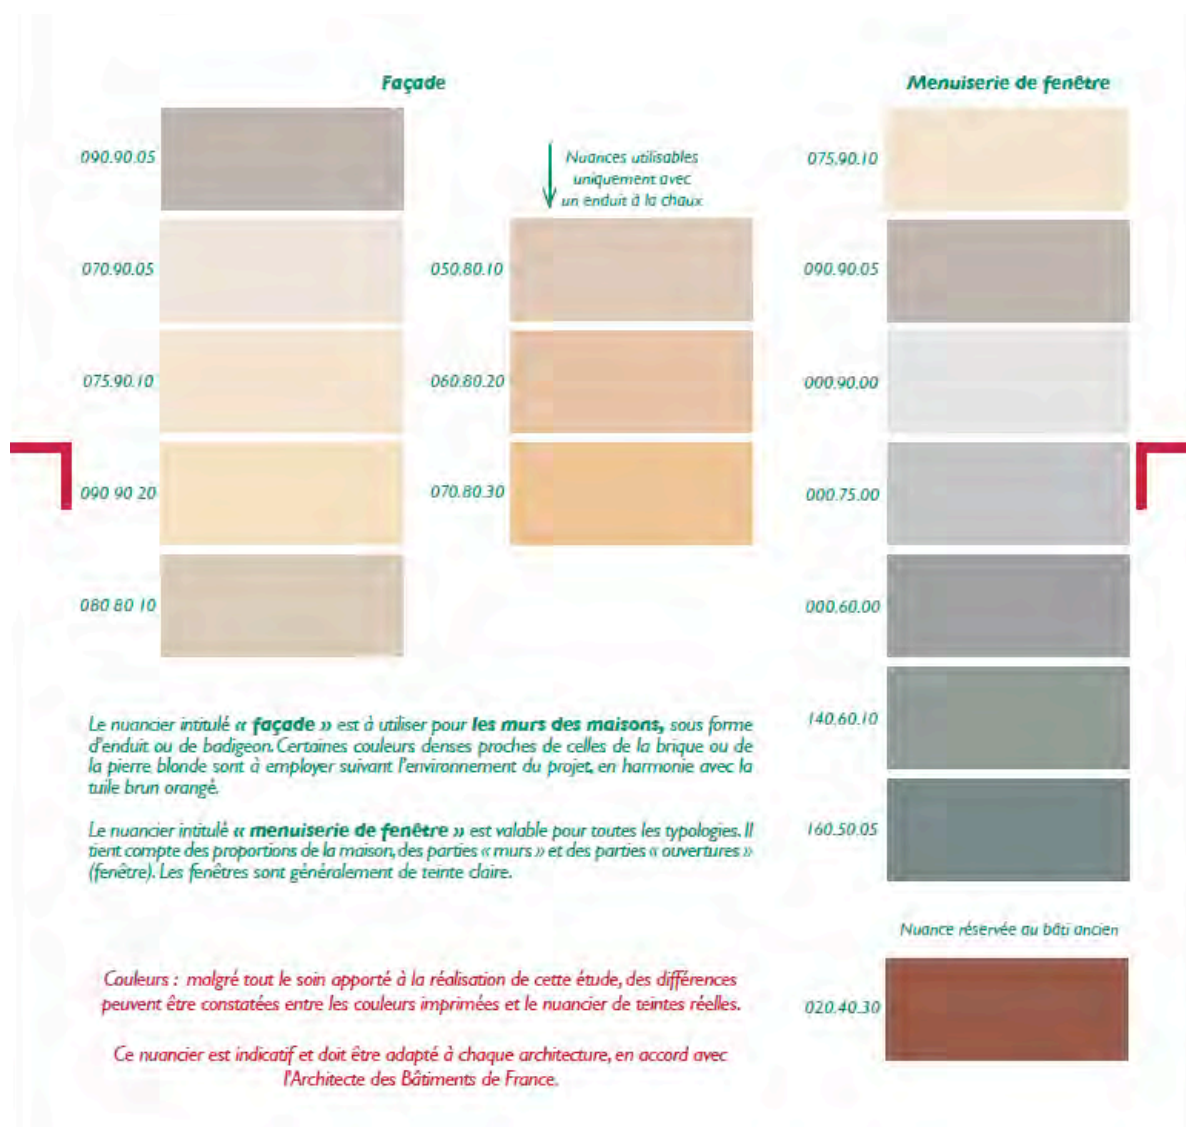 Façade
090.90.05
070.90.05
075.90.10
090 90 20
080 80 10
Nuances utilisables
uniquement avec
un enduit à la chaux
050.80.10
060.80.20
070.80.30
Menuiserie de fenêtre
075.90.10
090.90.05
000.90.00
000.75.00
000.60.00
140.60.10
160.50.05
Nuance réservée au bâti ancien
020.40.30
Le nuancier intitulé « façade » est à utiliser pour les murs des maisons, sous forme
d'enduit ou de badigeon. Certaines couleurs denses proches de celles de la brique ou de
la pierre blonde sont à employer suivant l'environnement du projet, en harmonie avec la
tuile brun orangé.
Le nuancier intitulé « menuiserie de fenêtre » est valable pour toutes les typologies. Il
tient compte des proportions de la maison, des parties « murs » et des parties « ouvertures »
(fenêtre). Les fenêtres sont généralement de teinte claire.
Couleurs : malgré tout le soin apporté à la réalisation de cette étude, des différences
peuvent être constatées entre les couleurs imprimées et le nuancier de teintes réelles.
Ce nuancier est indicatif et doit être adapté à chaque architecture, en accord avec
l'Architecte des Bâtiments de France.